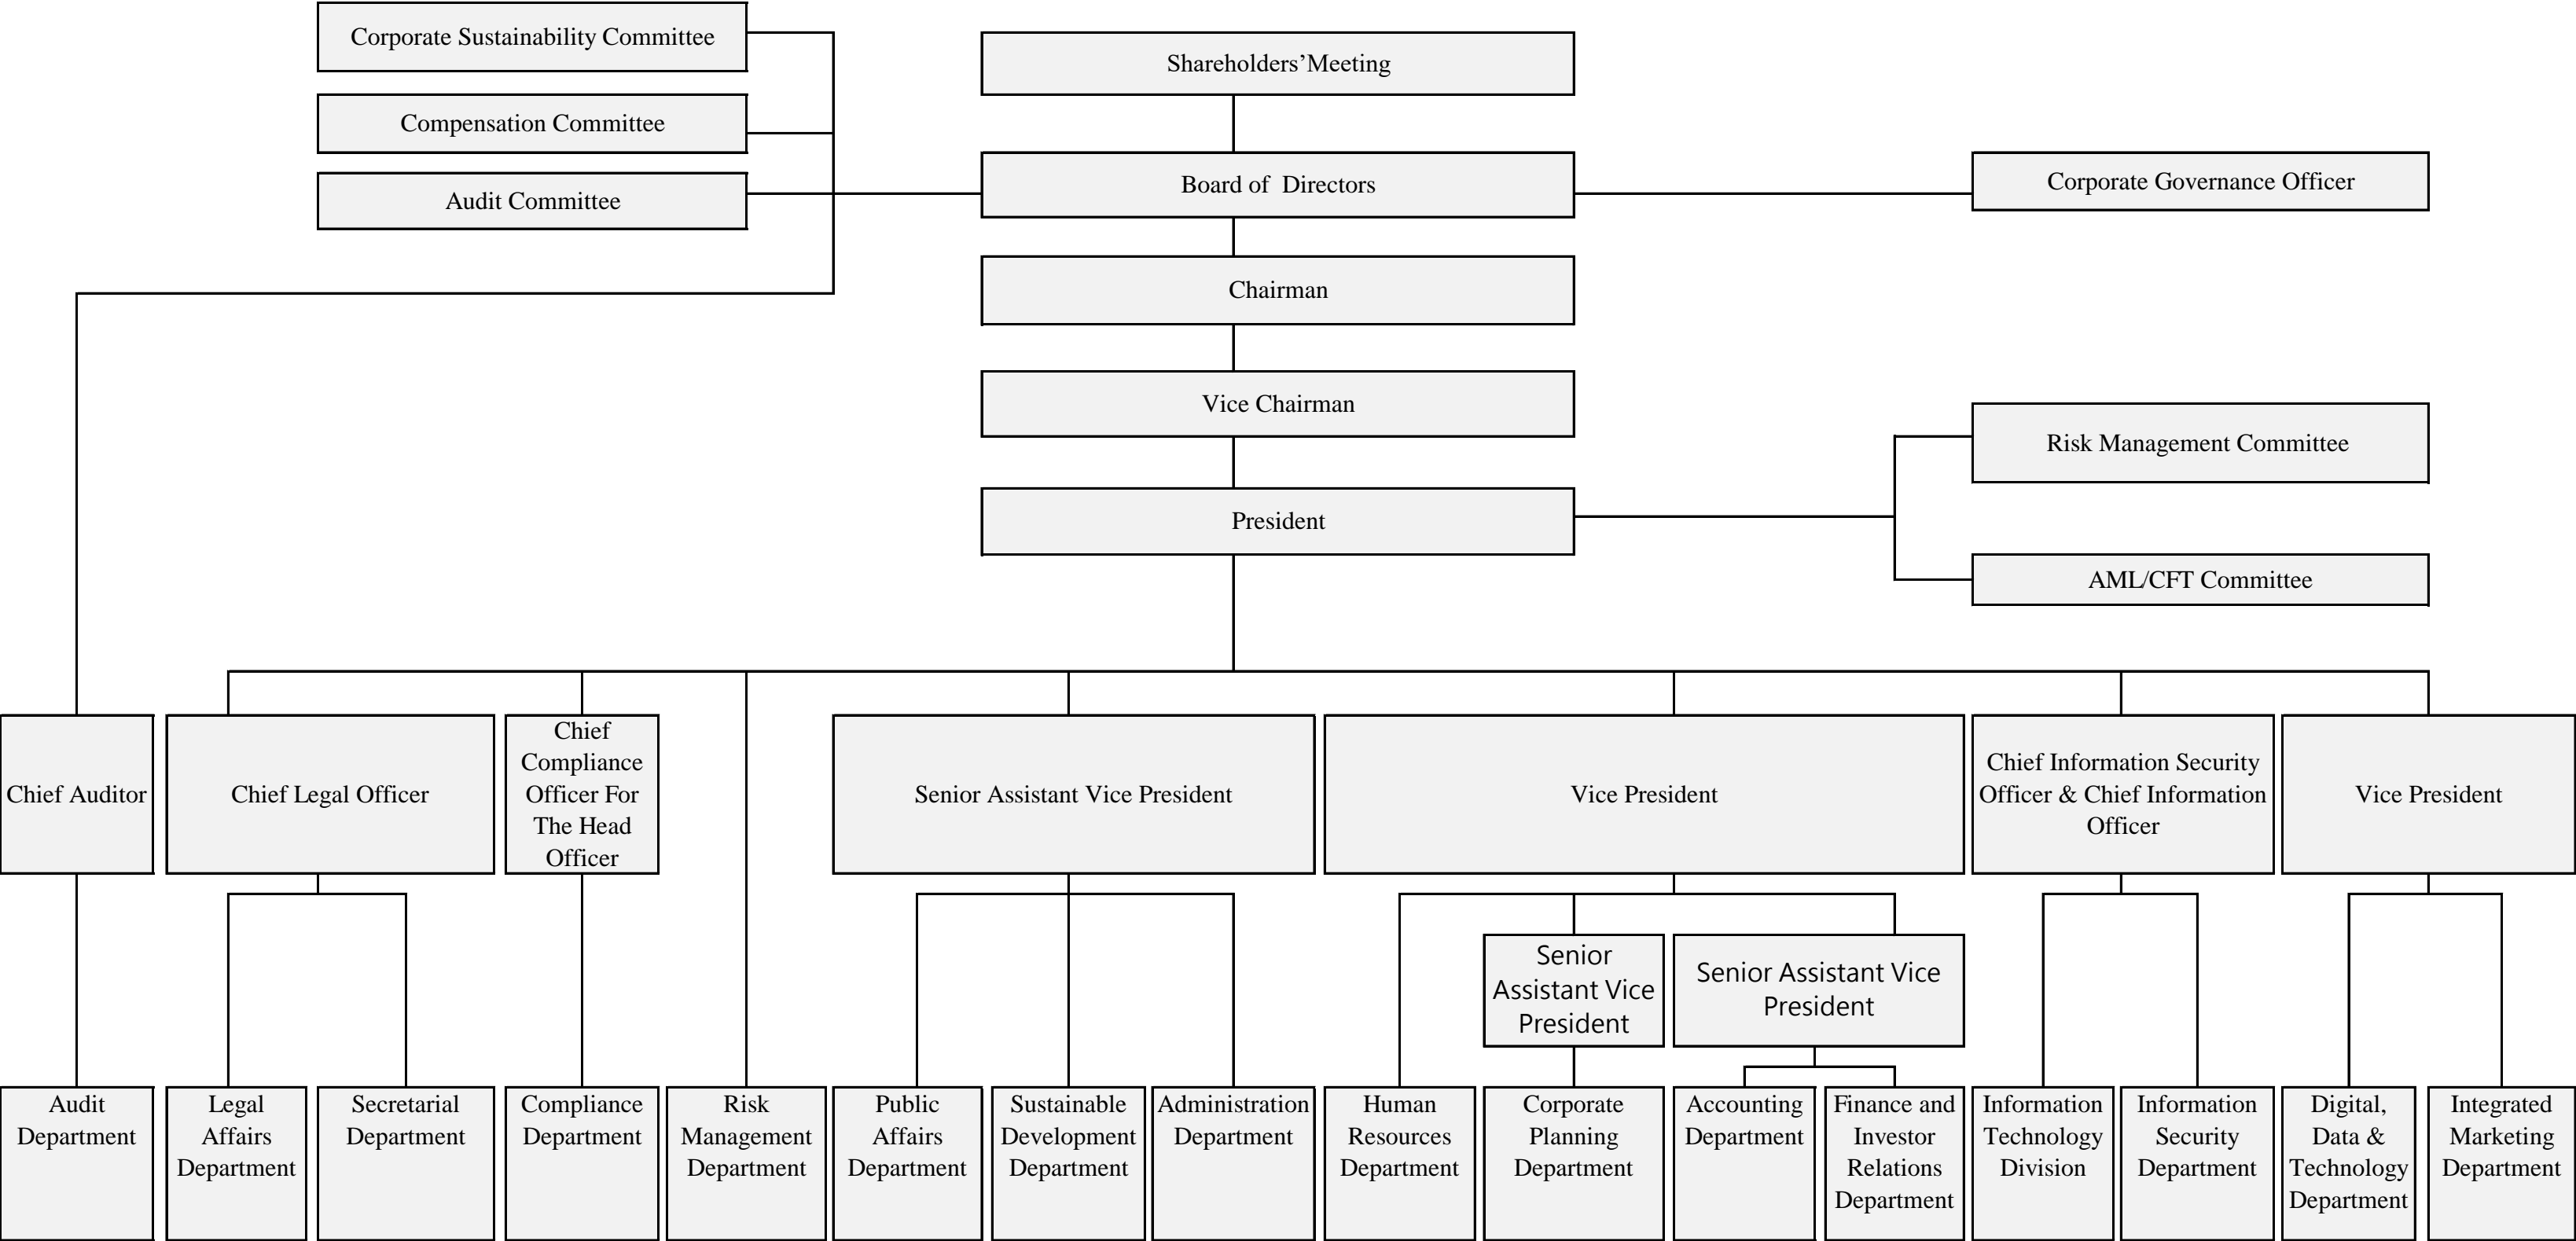 Corporate Sustainability Committee
Shareholders’Meeting
Compensation Committee
Board of  Directors
Corporate Governance Officer
Audit Committee
Chairman
Vice Chairman
Risk Management Committee
President
AML/CFT Committee
Chief Auditor
Chief Legal Officer
Chief
Compliance
Officer For
The Head
Officer
Senior Assistant Vice President
Vice President
Chief Information Security
Officer & Chief Information
Officer
Vice President
Senior
Assistant Vice
President
Senior Assistant Vice
President
Audit
Department
Legal
Affairs
Department
Secretarial
Department
Compliance
Department
Risk
Management
Department
Public
Affairs
Department
Sustainable
Development
Department
Administration
Department
Human
Resources
Department
Corporate
Planning
Department
Accounting
Department
Finance and
Investor
Relations
Department
Information
Technology
Division
Information
Security
Department
Digital,
Data &
Technology
Department
Integrated
Marketing
Department